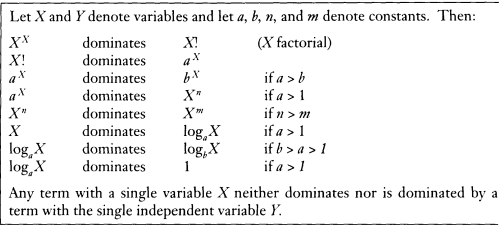 Let X and Y denote variables and let a, b, n, and m denote constants. Then:
X^X dominates X! (X factorial)
X! dominates a^X
a^X dominates b^X if a > b
a^X dominates X^n if a > 1
X^n dominates X^m if n > m
X dominates log_a X if a > 1
log_a X dominates log_b X if b > a > 1
log_a X dominates 1 if a > 1
Any term with a single variable X neither dominates nor is dominated by a
term with the single independent variable Y.